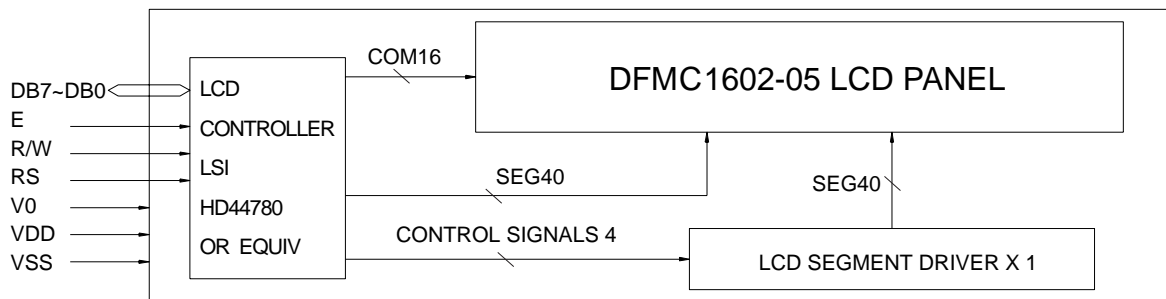 COM16
DFMC1602-05 LCD PANEL
DB7~DB0
LCD
E
CONTROLLER
R/W
LSI
RS
SEG40
SEG40
V0
HD44780
VDD
OR EQUIV
CONTROL SIGNALS 4
VSS
LCD SEGMENT DRIVER X 1